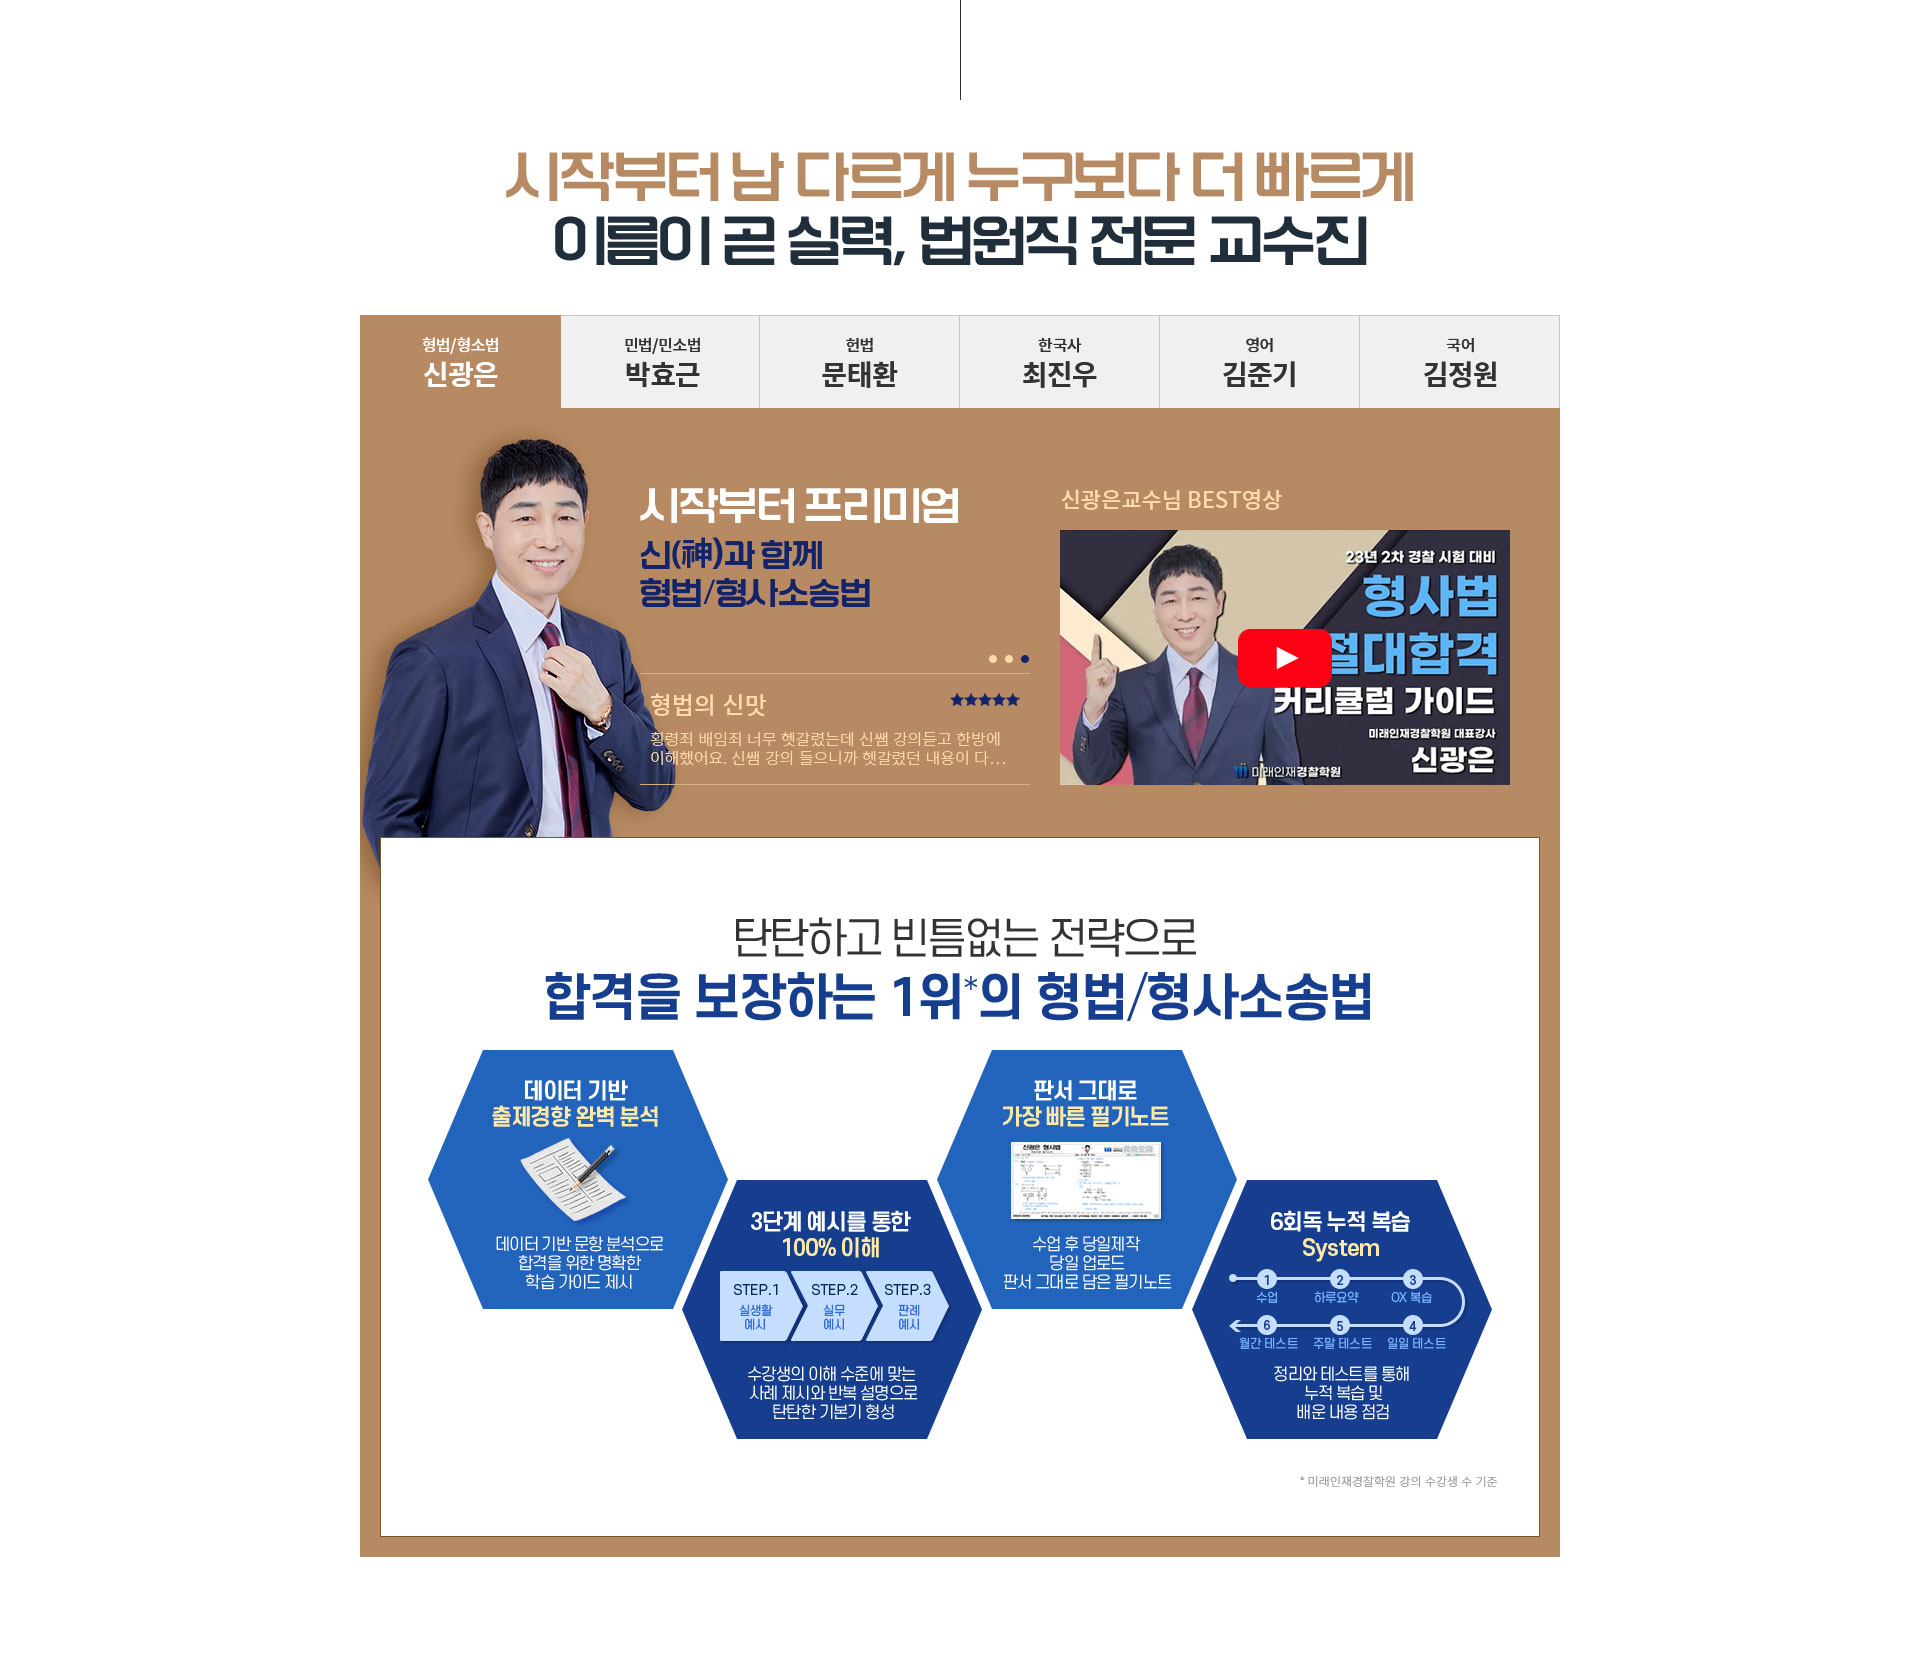 시작부터 남 다르게 누구보다 더 빠르게
이름이 곧 실력, 법원직 전문 교수진
형법/형소법
신광은
민법/민소법
박효근
헌법
문태환
한국사
최진우
영어
김준기
국어
김정원
시작부터 프리미엄
신(神)과 함께
형법/형사소송법
형법의 신맛
★★★★★
횡령죄 배임죄 너무 헷갈렸는데 신쌤 강의듣고 한방에
이해했어요. 신쌤 강의 들으니까 헷갈렸던 내용이 다...
신광은교수님 BEST영상
23년 2차 경찰 시험 대비
형사법
절대합격
커리큘럼 가이드
미래인재경찰학원 대표강사
신광은
미래인재경찰학원
탄탄하고 빈틈없는 전략으로
합격을 보장하는 1위*의 형법/형사소송법
데이터 기반
출제경향 완벽 분석
데이터 기반 문항 분석으로
합격을 위한 명확한
학습 가이드 제시
3단계 예시를 통한
100% 이해
STEP.1
실생활
예시
STEP.2
실무
예시
STEP.3
판례
예시
수강생의 이해 수준에 맞는
사례 제시와 반복 설명으로
탄탄한 기본기 형성
판서 그대로
가장 빠른 필기노트
신광은 형사법
수업 후 당일제작
당일 업로드
판서 그대로 담은 필기노트
6회독 누적 복습
System
1 2 3
수업 하루요약 OX 복습
6 5 4
월간 테스트 주말 테스트 일일 테스트
정리와 테스트를 통해
누적 복습 및
배운 내용 점검
* 미래인재경찰학원 강의 수강생 수 기준